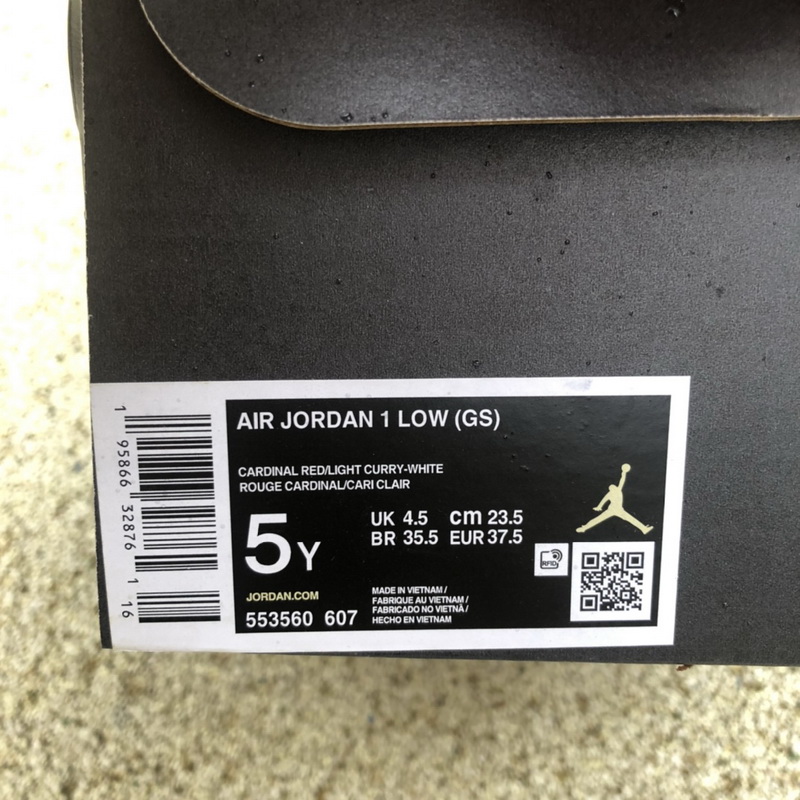 AIR JORDAN 1 LOW (GS)
CARDINAL RED/LIGHT CURRY-WHITE
ROUGE CARDINAL/CARI CLAIR
5Y
UK 4.5 cm 23.5
BR 35.5 EUR 37.5
RFID
JORDAN.COM
553560 607
MADE IN VIETNAM/
FABRIQUE AU VIETNAM/
FABRICADO NO VIETNÃ/
HECHO EN VIETNAM
1 95866 32876 1 16